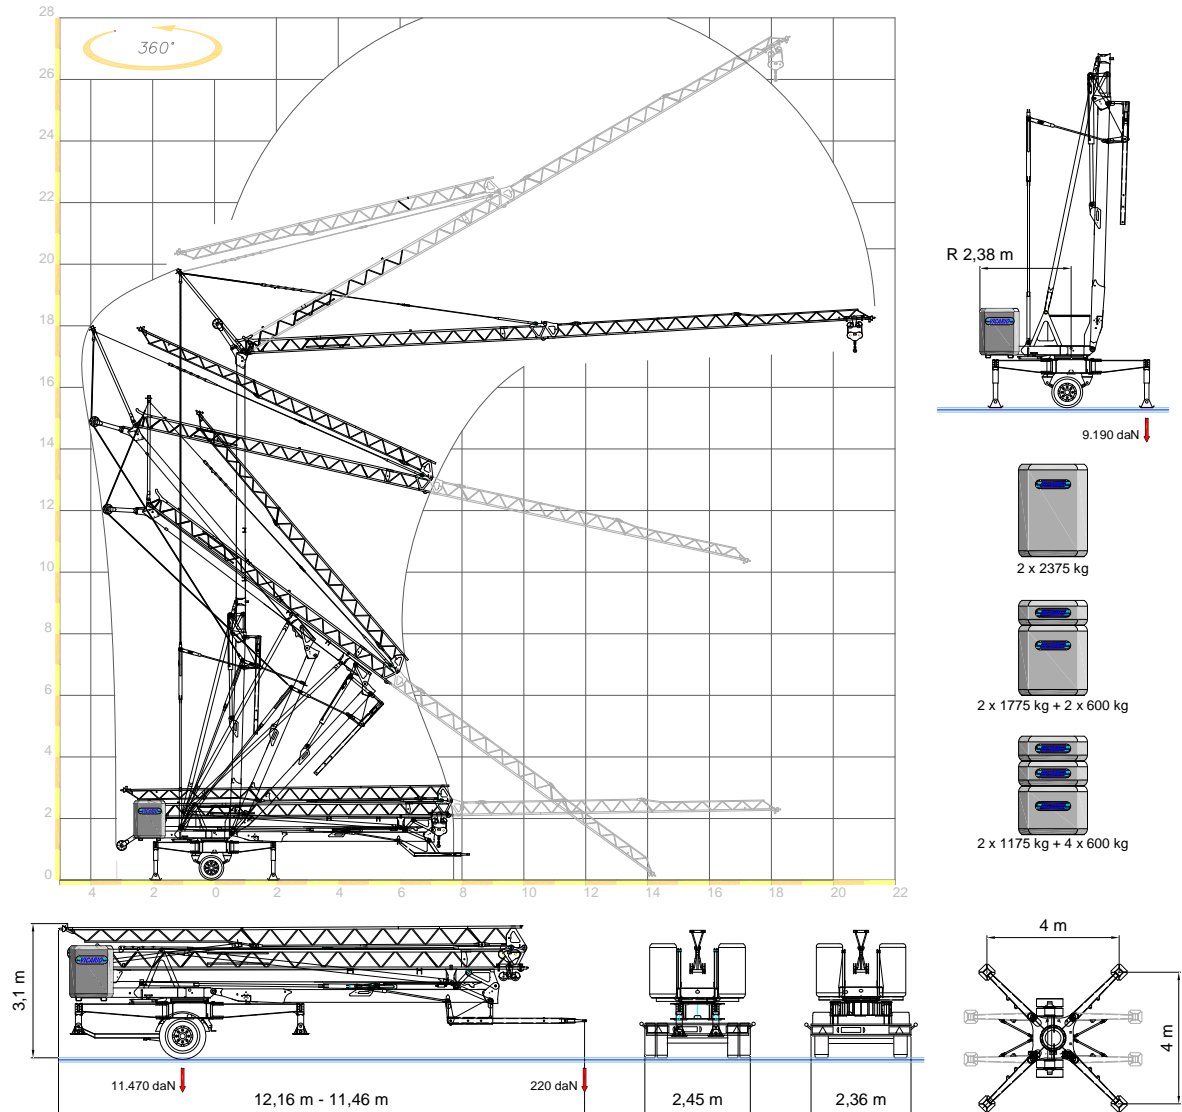 28
26
24
22
20
18
16
14
12
10
8
6
4
2
0
4 2 0 2 4 6 8 10 12 14 16 18 20 22
360°
R 2,38 m
VICARIO
9.190 daN
2 x 2375 kg
2 x 1775 kg + 2 x 600 kg
2 x 1175 kg + 4 x 600 kg
3,1 m
VICARIO
11.470 daN
220 daN
12,16 m - 11,46 m
2,45 m
2,36 m
4 m
4 m